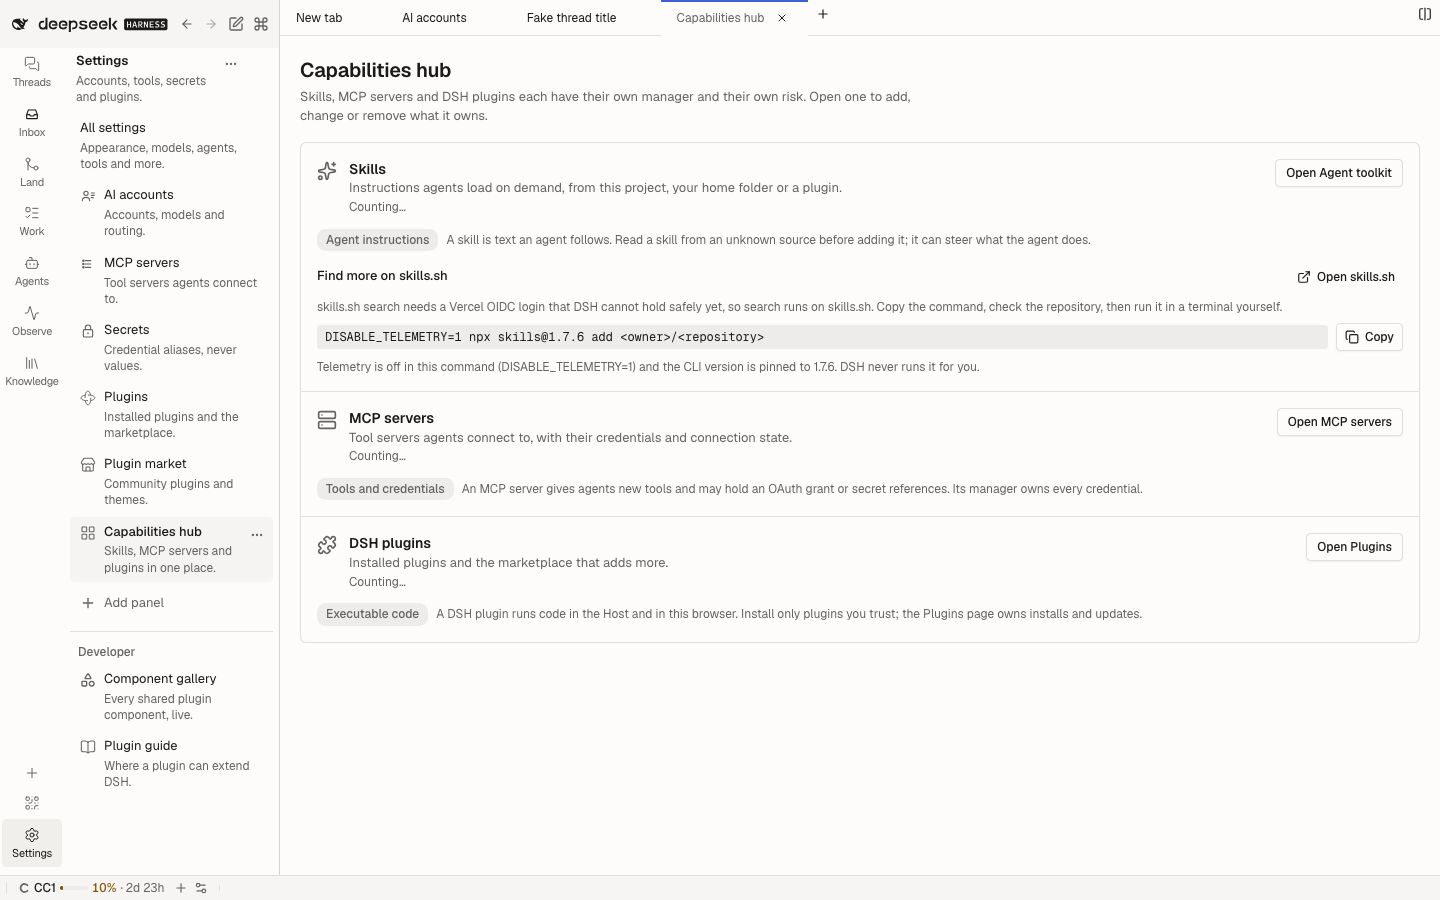 deepseek HARNESS
New tab
AI accounts
Fake thread title
Capabilities hub
Threads
Inbox
Land
Work
Agents
Observe
Knowledge
Settings
Settings
Accounts, tools, secrets
and plugins.
All settings
Appearance, models, agents,
tools and more.
AI accounts
Accounts, models and
routing.
MCP servers
Tool servers agents connect
to.
Secrets
Credential aliases, never
values.
Plugins
Installed plugins and the
marketplace.
Plugin market
Community plugins and
themes.
Capabilities hub
Skills, MCP servers and
plugins in one place.
Add panel
Developer
Component gallery
Every shared plugin
component, live.
Plugin guide
Where a plugin can extend
DSH.
Capabilities hub
Skills, MCP servers and DSH plugins each have their own manager and their own risk. Open one to add,
change or remove what it owns.
Skills
Open Agent toolkit
Instructions agents load on demand, from this project, your home folder or a plugin.
Counting…
Agent instructions
A skill is text an agent follows. Read a skill from an unknown source before adding it; it can steer what the agent does.
Find more on skills.sh
Open skills.sh
skills.sh search needs a Vercel OIDC login that DSH cannot hold safely yet, so search runs on skills.sh. Copy the command, check the repository, then run it in a terminal yourself.
DISABLE_TELEMETRY=1 npx skills@1.7.6 add <owner>/<repository>
Copy
Telemetry is off in this command (DISABLE_TELEMETRY=1) and the CLI version is pinned to 1.7.6. DSH never runs it for you.
MCP servers
Open MCP servers
Tool servers agents connect to, with their credentials and connection state.
Counting…
Tools and credentials
An MCP server gives agents new tools and may hold an OAuth grant or secret references. Its manager owns every credential.
DSH plugins
Open Plugins
Installed plugins and the marketplace that adds more.
Counting…
Executable code
A DSH plugin runs code in the Host and in this browser. Install only plugins you trust; the Plugins page owns installs and updates.
C CC1 10% · 2d 23h